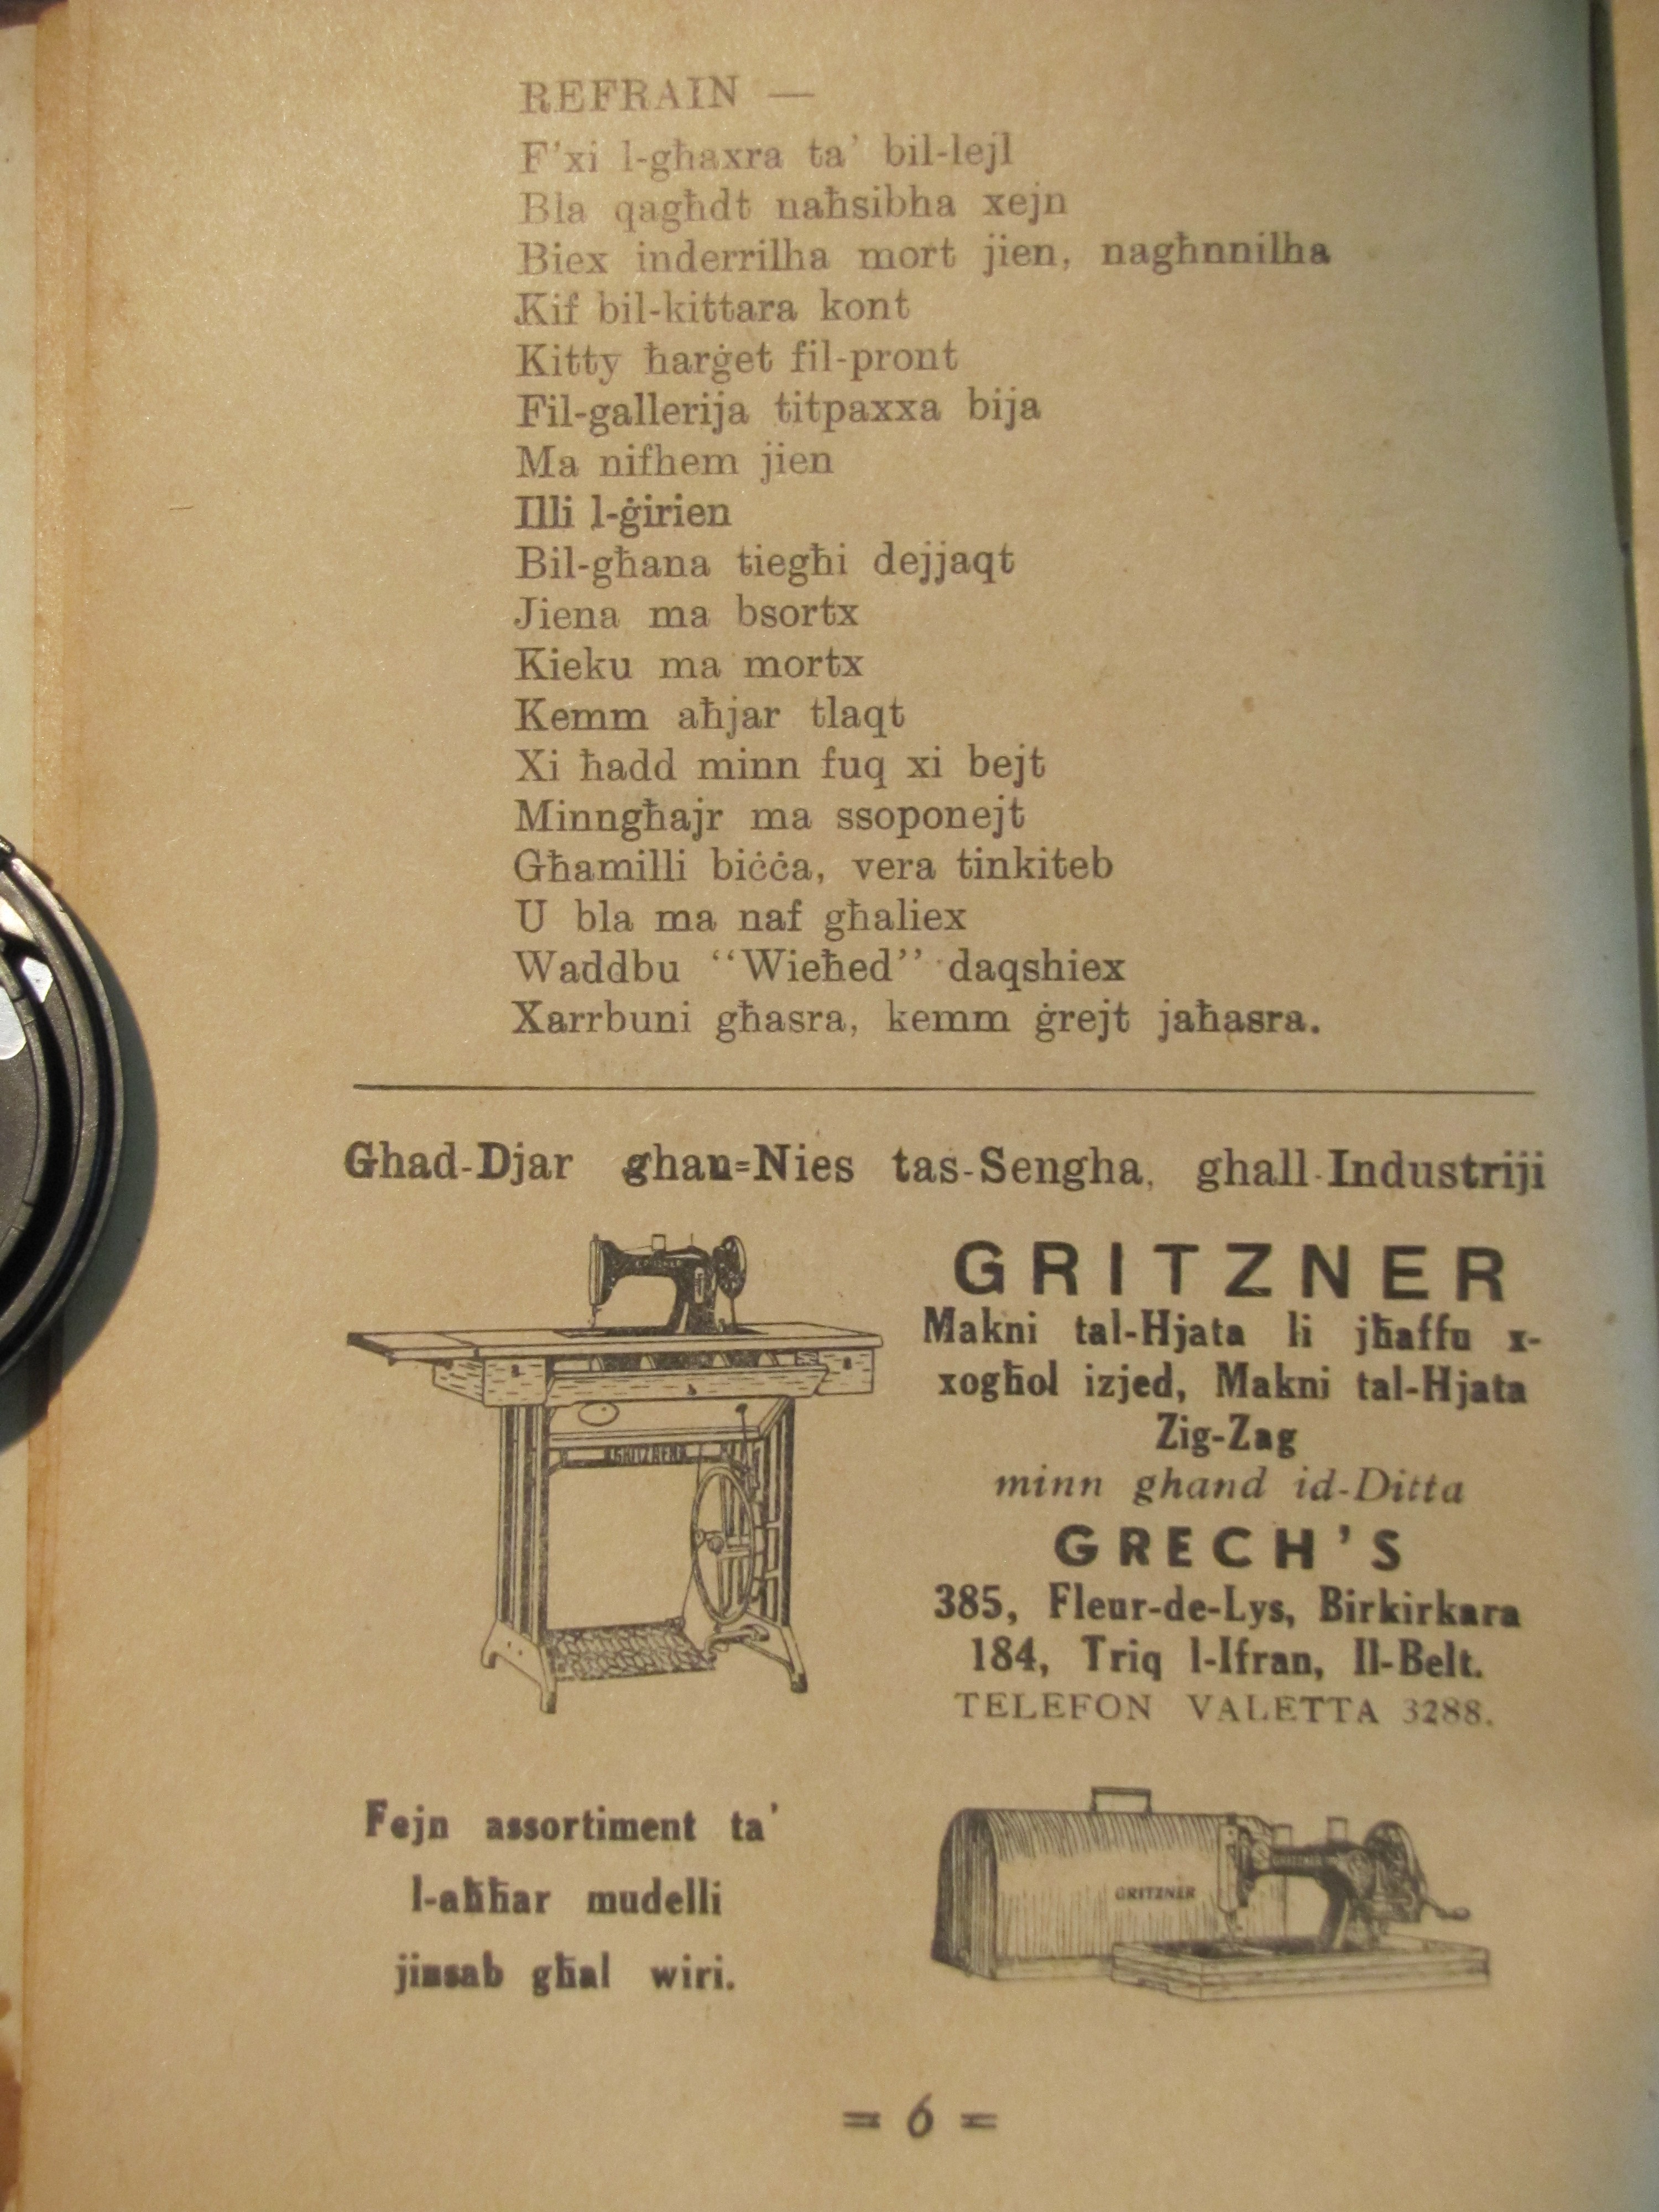 REFRAIN —
F'xi l-għaxra ta' bil-lejl
Bla qagħdt naħsibha xejn
Biex inderrilha mort jien, nagħnnilha
Kif bil-kittara kont
Kitty ħarġet fil-pront
Fil-gallerija titpaxxa bija
Ma nifhem jien
Illi l-ġirien
Bil-għana tiegħi dejjaqt
Jiena ma bsortx
Kieku ma mortx
Kemm aħjar tlaqt
Xi ħadd minn fuq xi bejt
Minngħajr ma ssoponejt
Għamilli biċċa, vera tinkiteb
U bla ma naf għaliex
Waddbu “Wieħed” daqshiex
Xarrbuni għasra, kemm ġrejt jaħasra.
Ghad-Djar ghan=Nies tas-Sengha, ghall-Industriji
GRITZNER
Makni tal-Hjata li jħaffu x-
xogħol izjed, Makni tal-Hjata
Zig-Zag
minn ghand id-Ditta
GRECH'S
385, Fleur-de-Lys, Birkirkara
184, Triq l-Ifran, Il-Belt.
TELEFON VALETTA 3288.
GRITZNER
Fejn assortiment ta'
l-aħħar mudelli
jinsab għal wiri.
GRITZNER
= 6 =